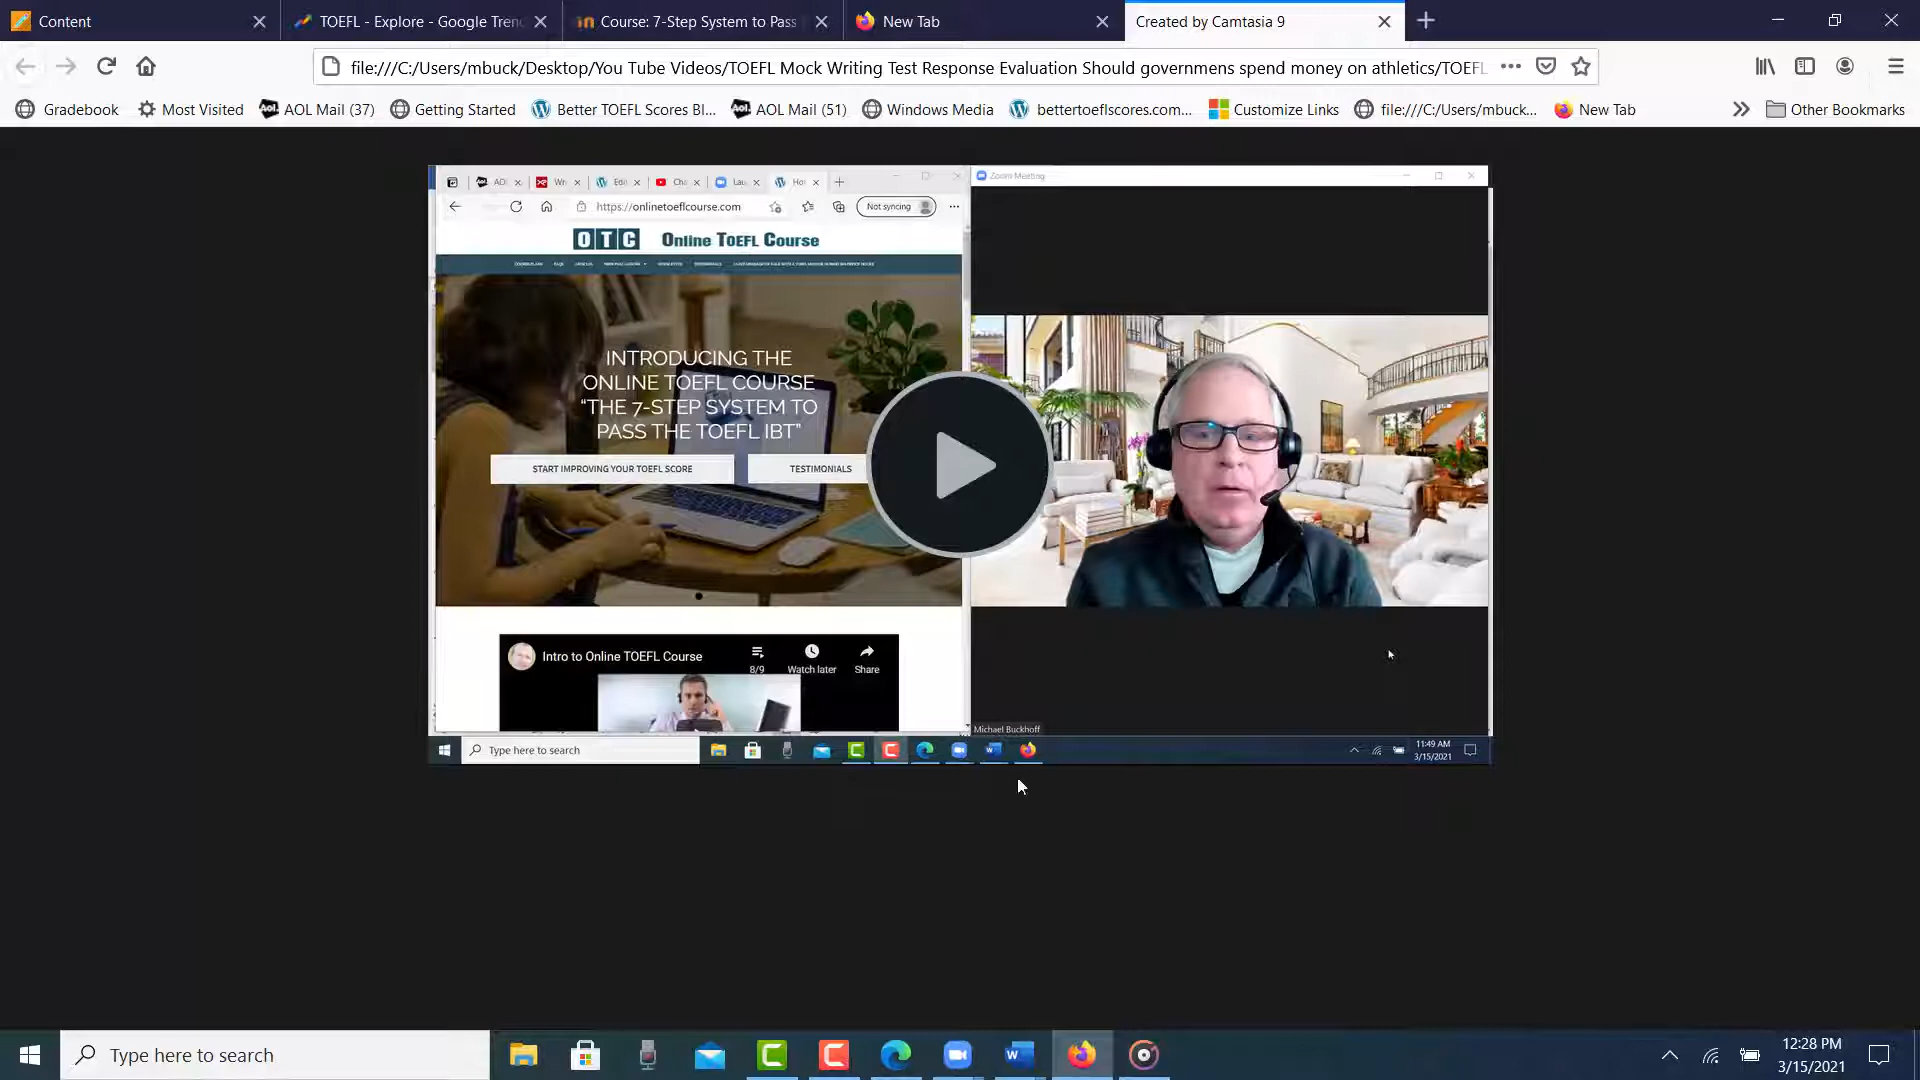 Content
TOEFL - Explore - Google Tren
Course: 7-Step System to Pass
New Tab
Created by Camtasia 9
file:///C:/Users/mbuck/Desktop/You Tube Videos/TOEFL Mock Writing Test Response Evaluation Should governmens spend money on athletics/TOEFL
Gradebook
Most Visited
AOL Mail (37)
Getting Started
Better TOEFL Scores Bl...
AOL Mail (51)
Windows Media
bettertoeflscores.com...
Customize Links
file:///C:/Users/mbuck...
New Tab
Other Bookmarks
Zoom Meeting
https://onlinetoeflcourse.com
Not syncing
OTC Online TOEFL Course
INTRODUCING THE
ONLINE TOEFL COURSE
“THE 7-STEP SYSTEM TO
PASS THE TOEFL IBT”
START IMPROVING YOUR TOEFL SCORE
TESTIMONIALS
Intro to Online TOEFL Course
8/9
Watch later
Share
Michael Buckhoff
Type here to search
11:49 AM
3/15/2021
Type here to search
12:28 PM
3/15/2021